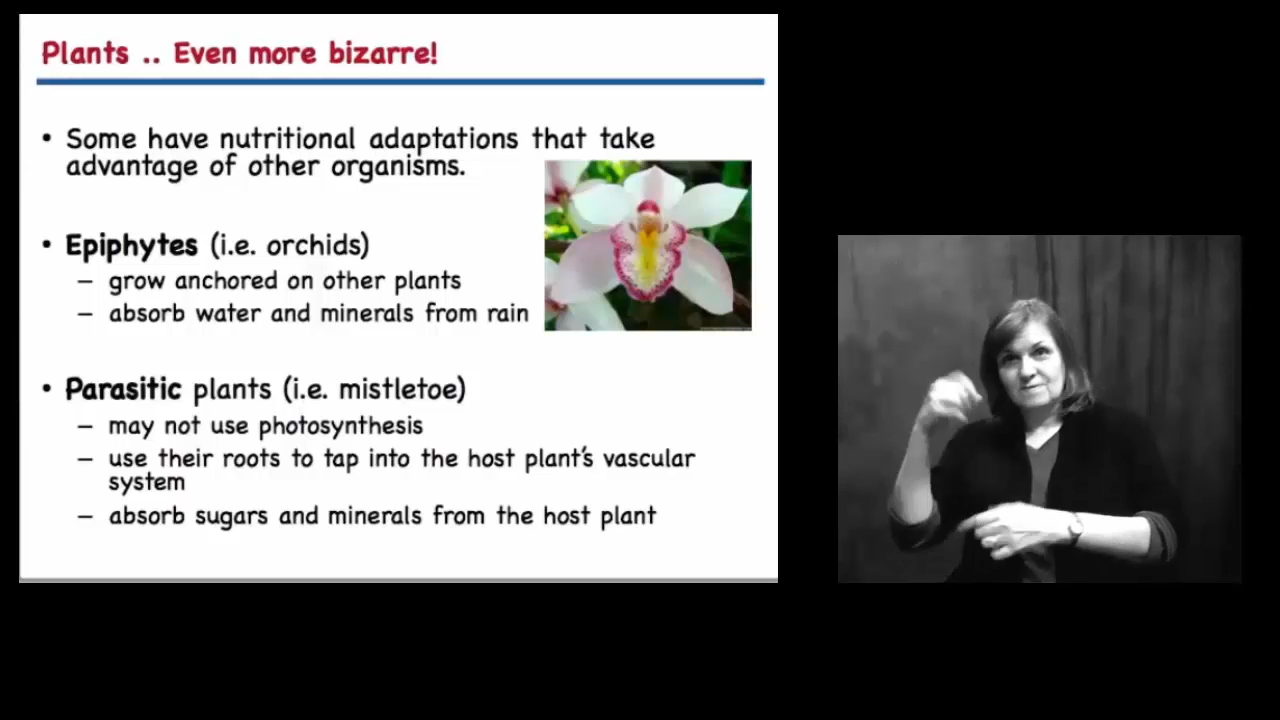 Plants .. Even more bizarre!
• Some have nutritional adaptations that take
advantage of other organisms.
• Epiphytes (i.e. orchids)
– grow anchored on other plants
– absorb water and minerals from rain
• Parasitic plants (i.e. mistletoe)
– may not use photosynthesis
– use their roots to tap into the host plant's vascular
system
– absorb sugars and minerals from the host plant